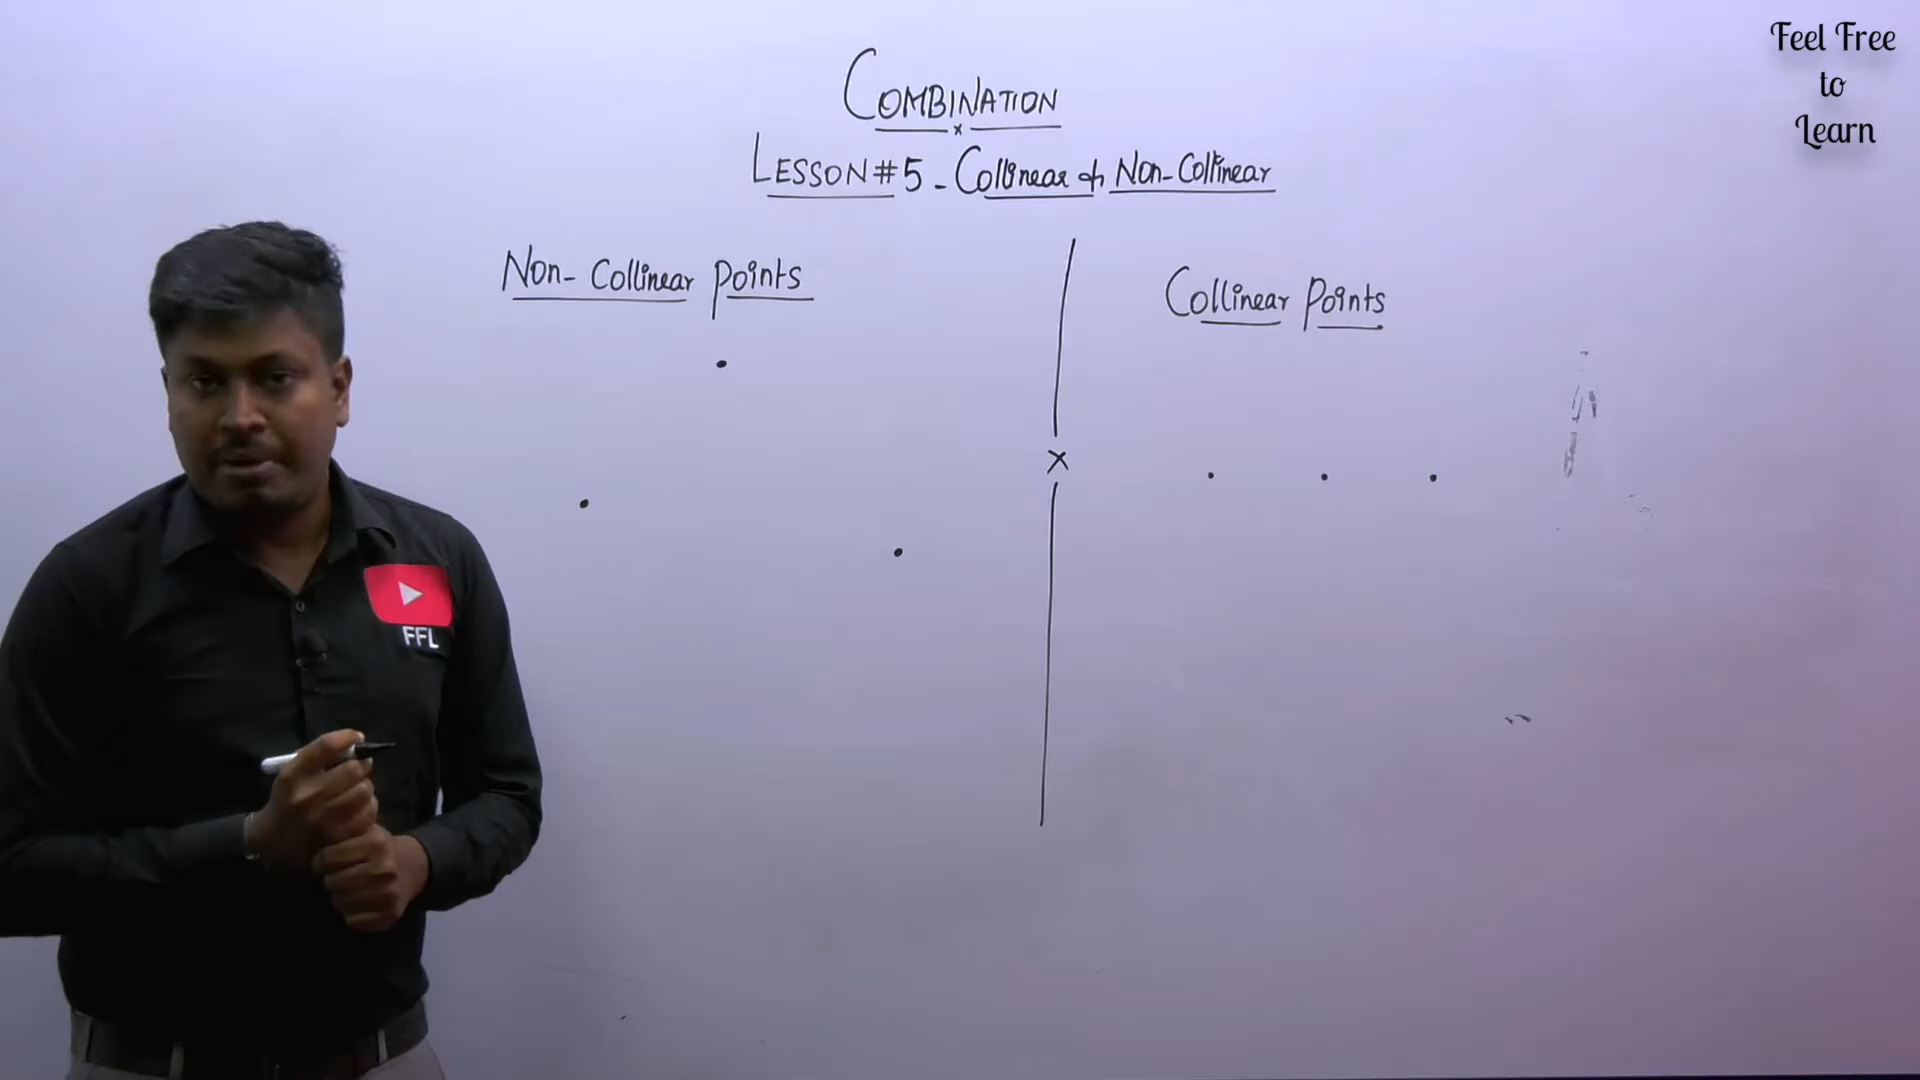 Feel Free
to
Learn
COMBINATION
LESSON #5 - Collinear & Non-Collinear
Non-Collinear points
Collinear points
FFL